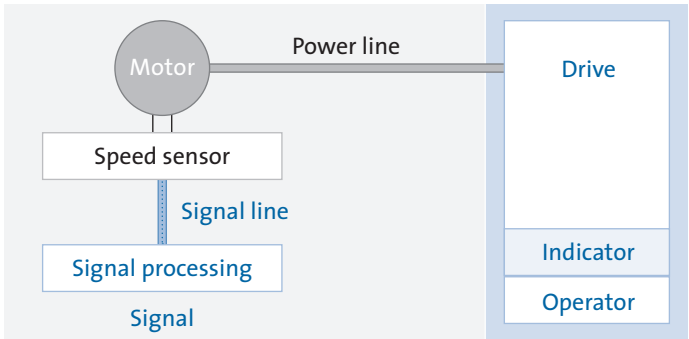 Power line
Motor
Drive
Speed sensor
Signal line
Indicator
Signal processing
Operator
Signal